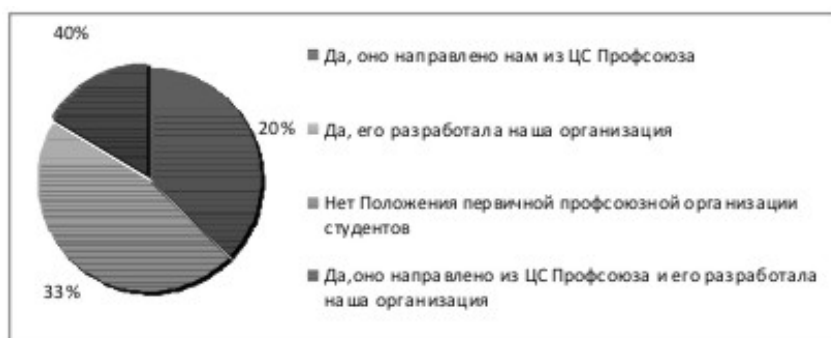 40%
Да, оно направлено нам из ЦС Профсоюза
20%
Да, его разработала наша организация
Нет Положения первичной профсоюзной организации
студентов
33%
Да,оно направлено из ЦС Профсоюза и его разработала
наша организация